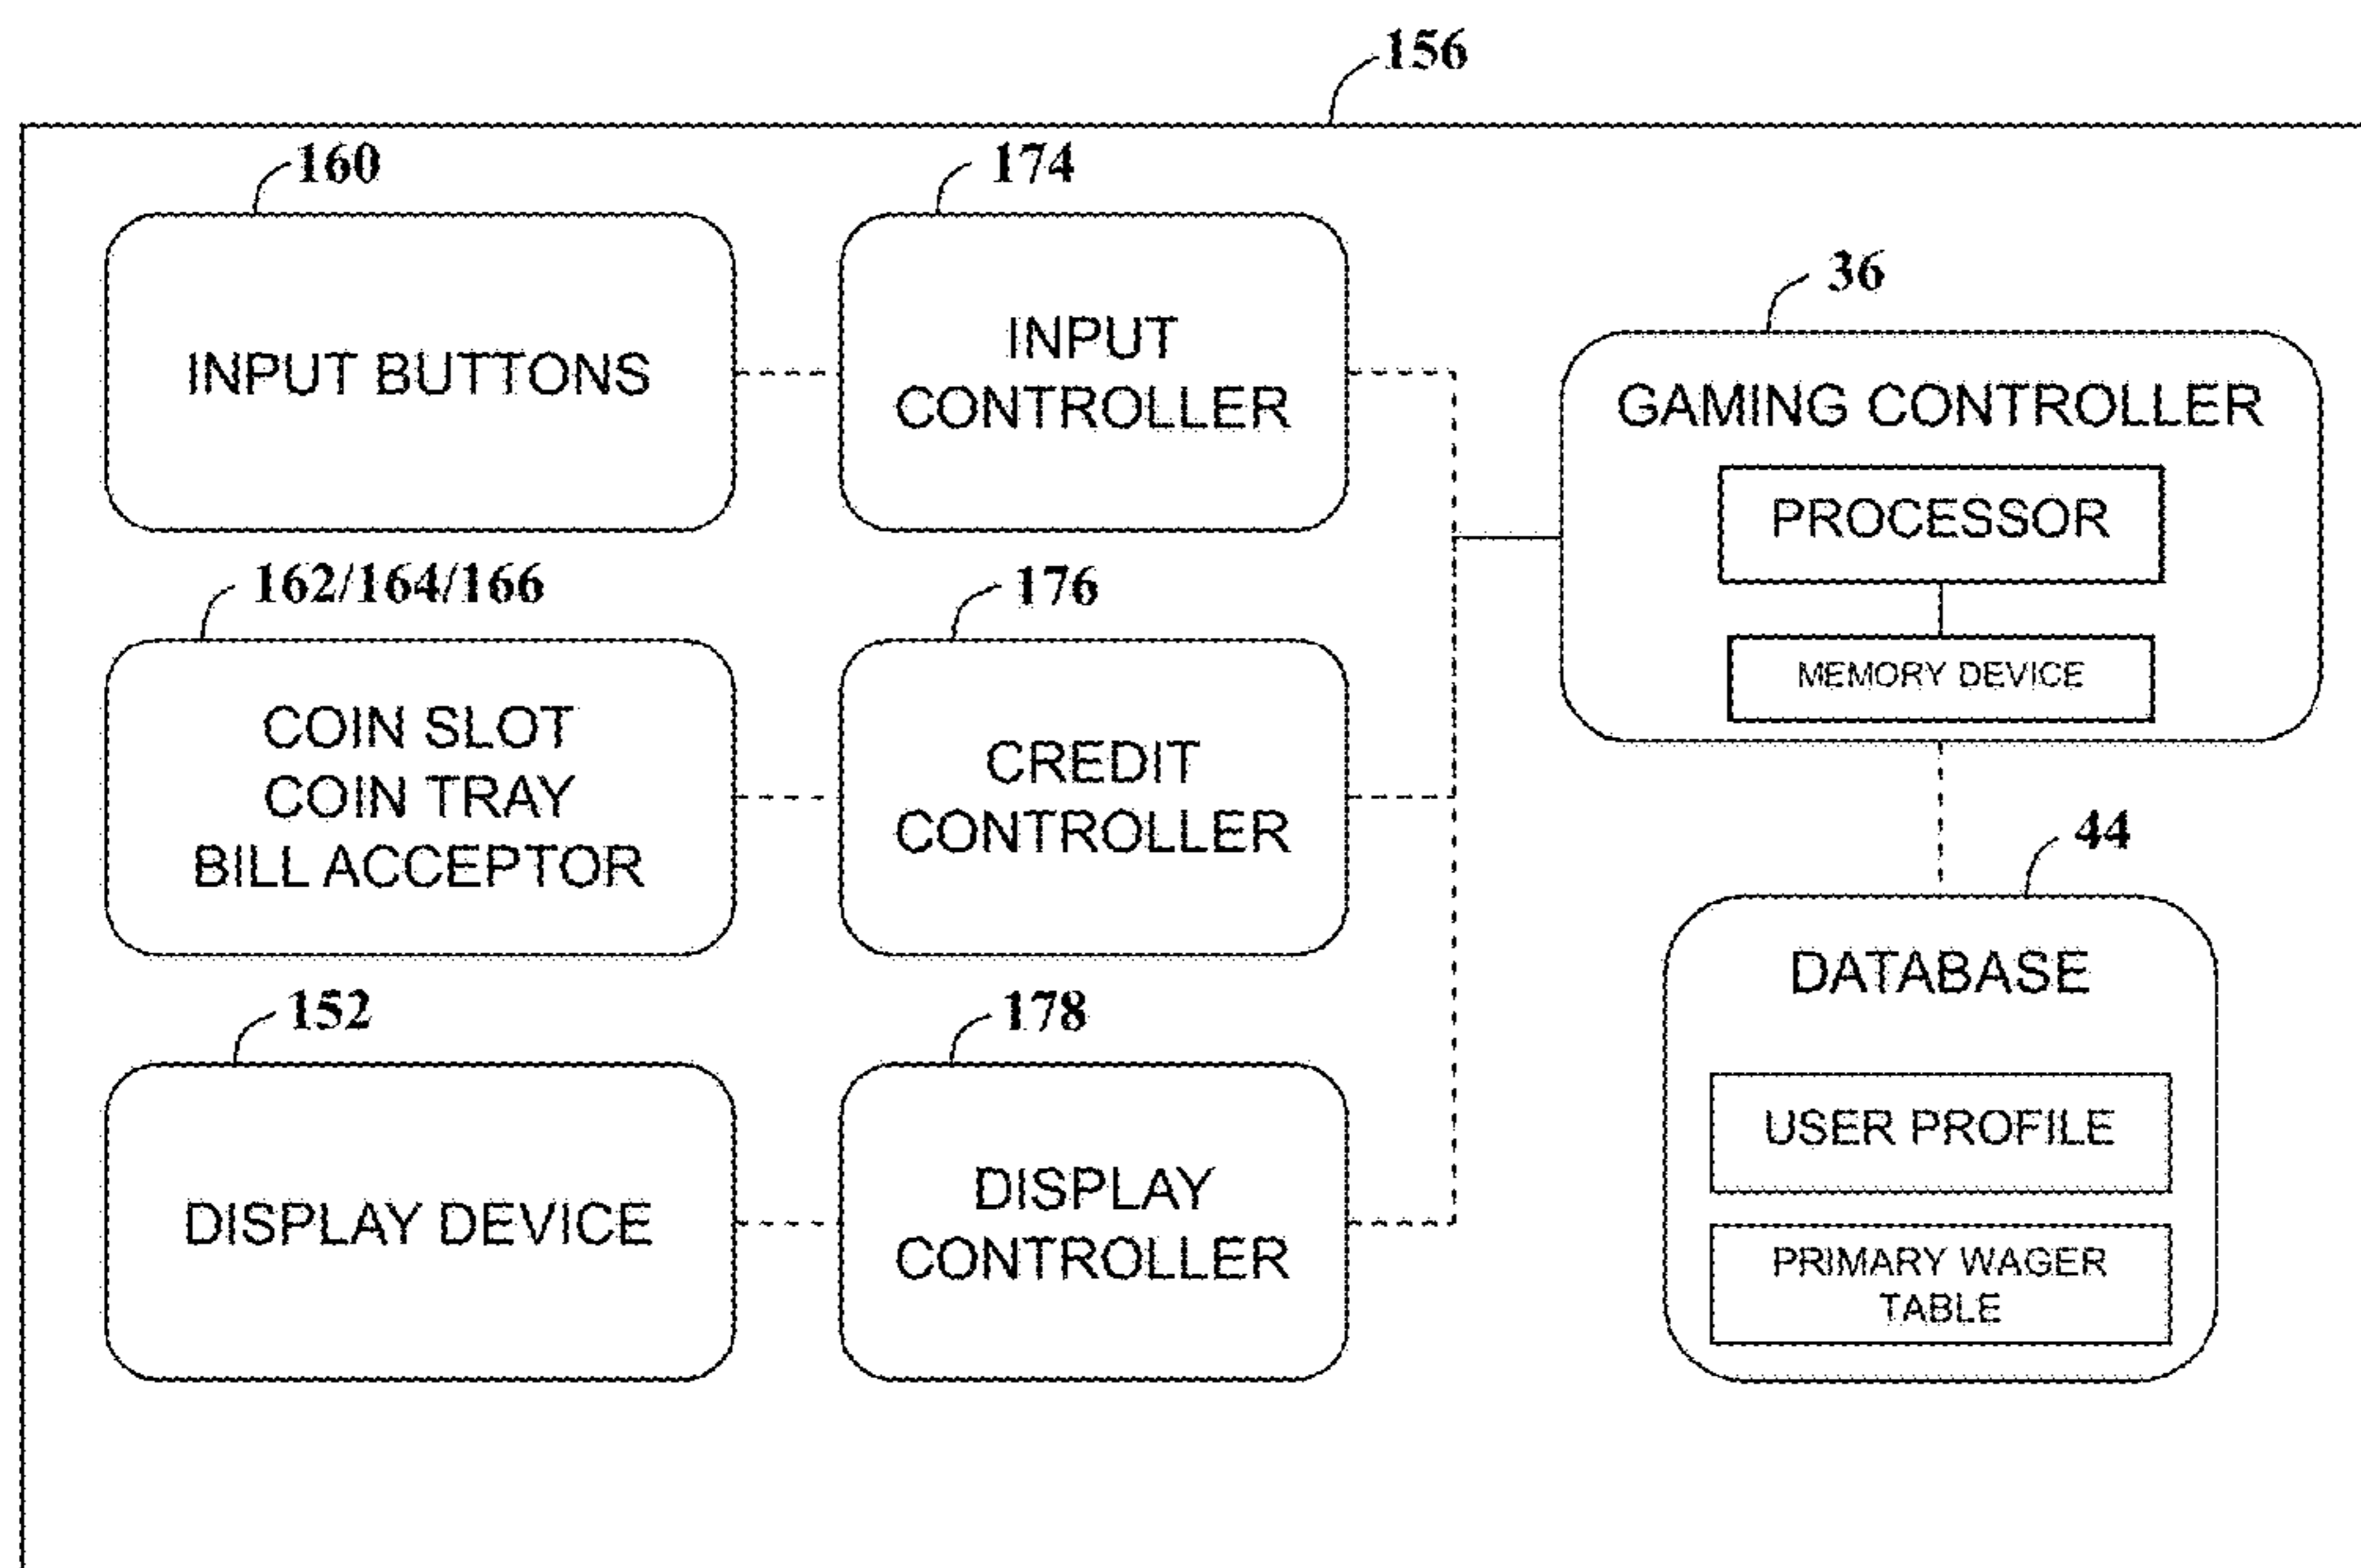 156
160
INPUT BUTTONS
174
INPUT
CONTROLLER
36
GAMING CONTROLLER
PROCESSOR
MEMORY DEVICE
162/164/166
COIN SLOT
COIN TRAY
BILL ACCEPTOR
176
CREDIT
CONTROLLER
44
DATABASE
USER PROFILE
PRIMARY WAGER
TABLE
152
DISPLAY DEVICE
178
DISPLAY
CONTROLLER